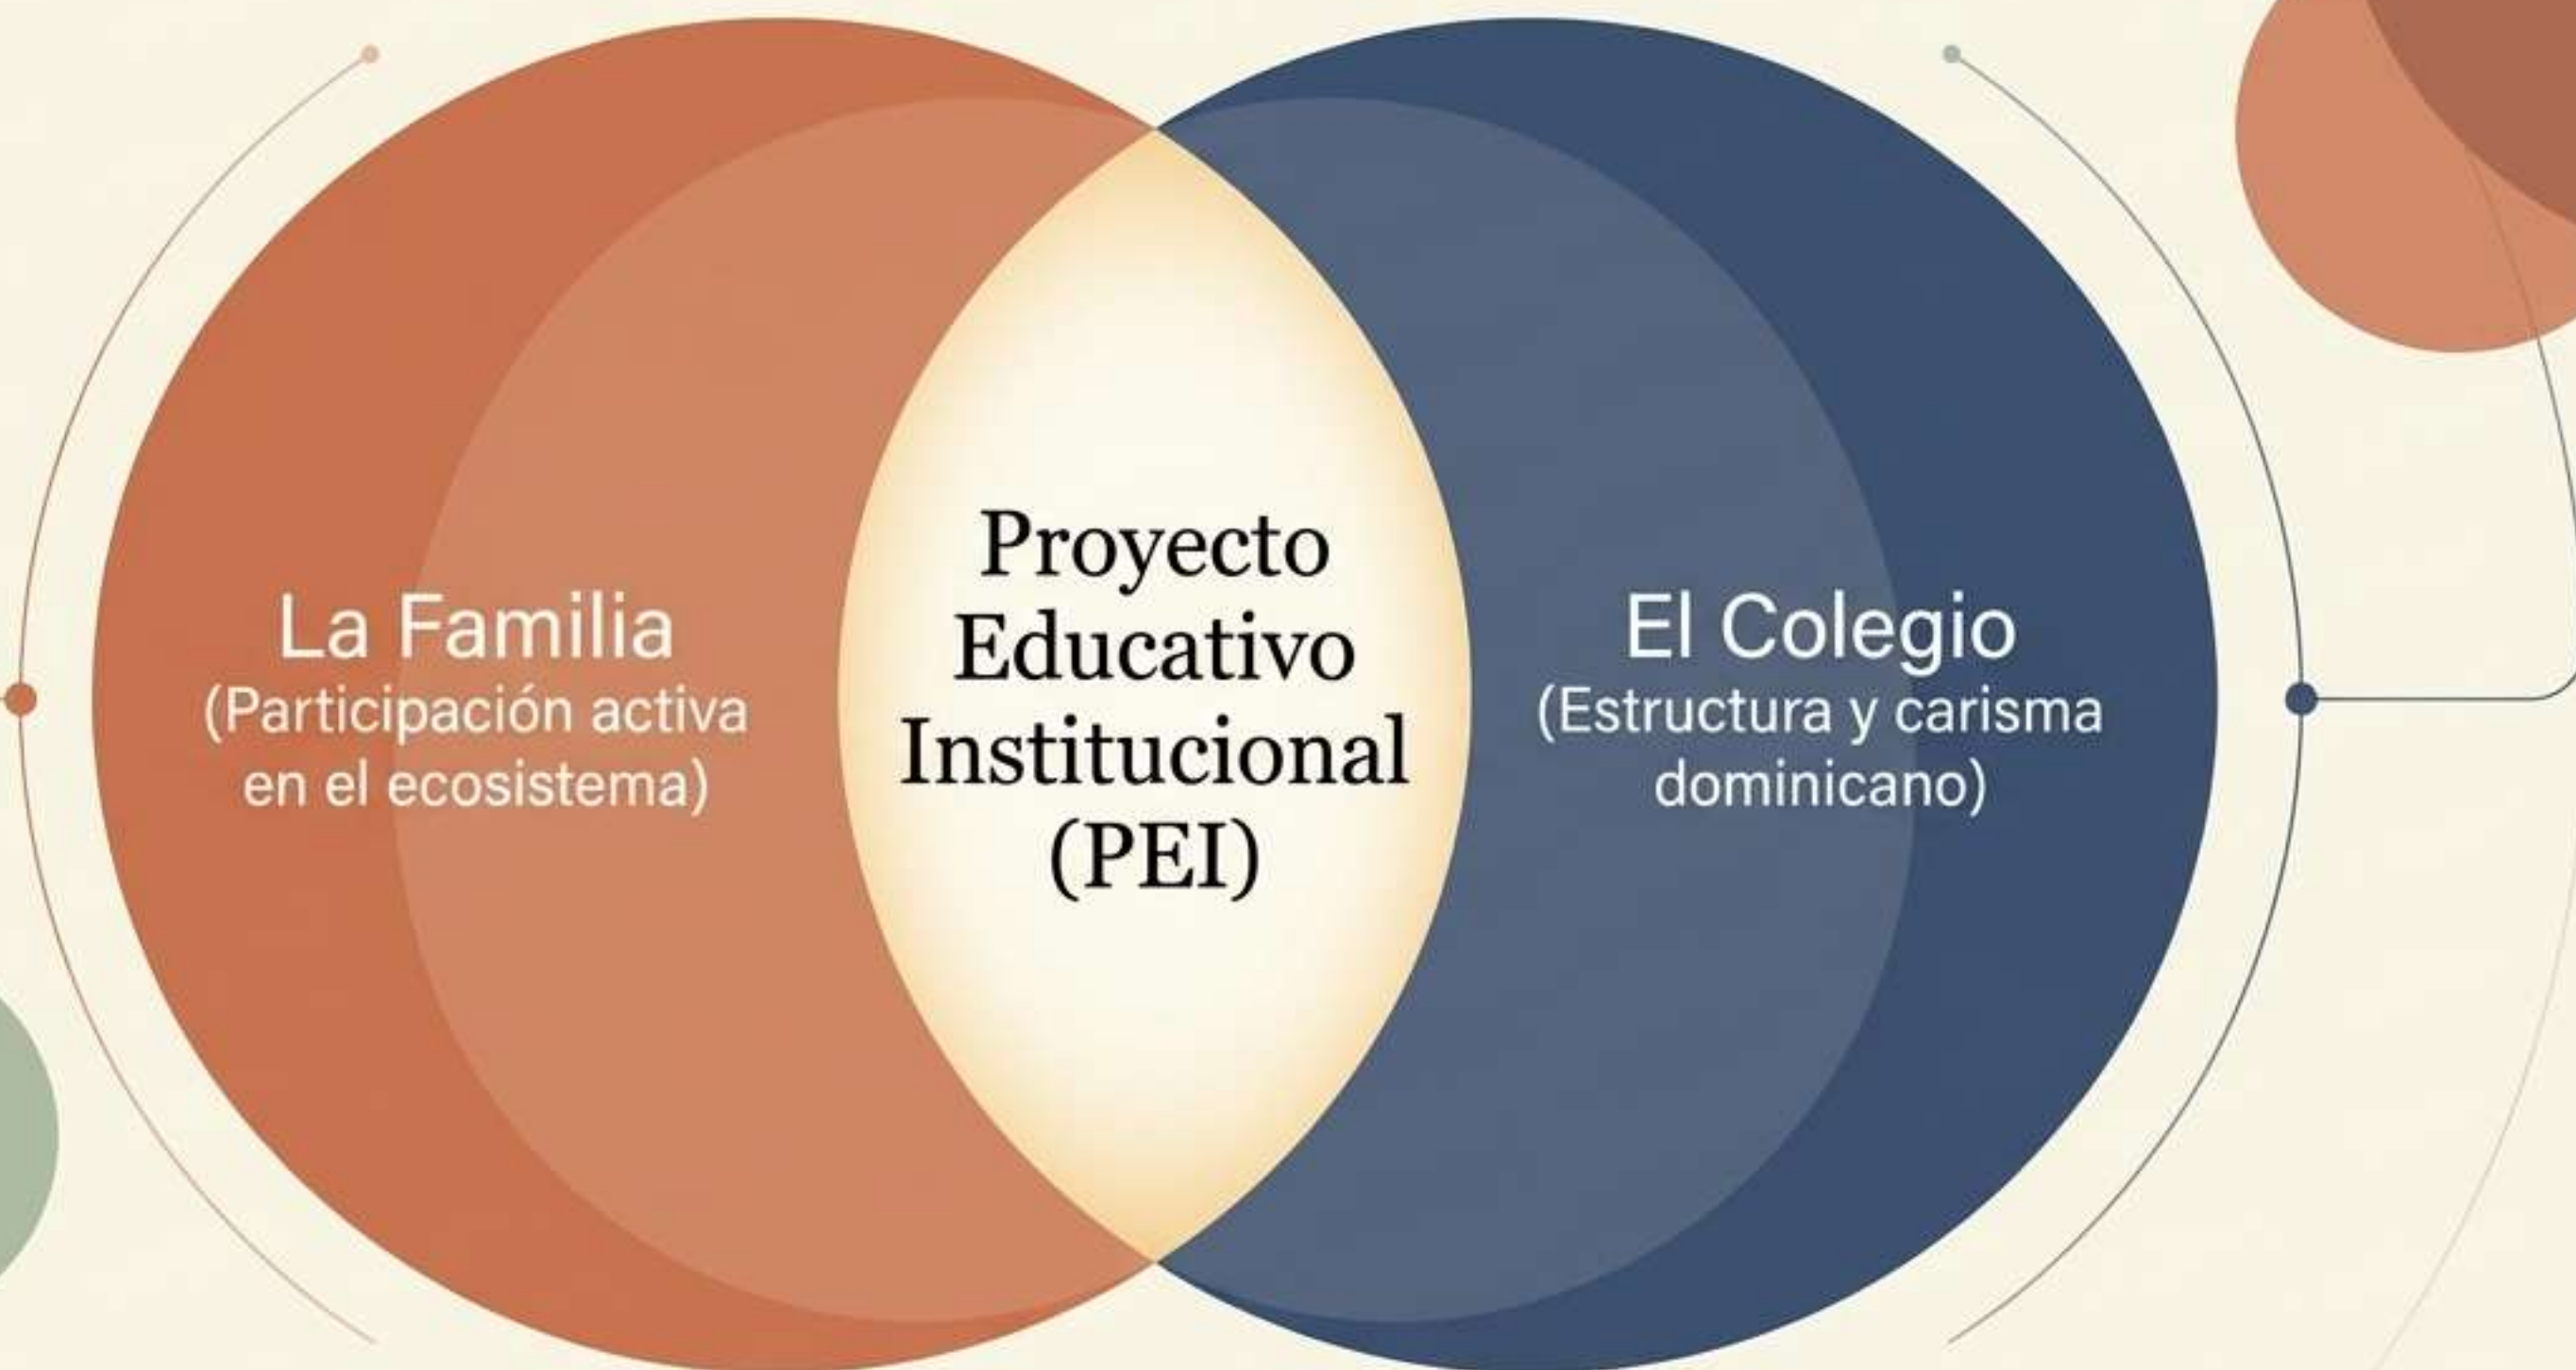 La Familia
(Participación activa
en el ecosistema)
Proyecto
Educativo
Institucional
(PEI)
El Colegio
(Estructura y carisma
dominicano)